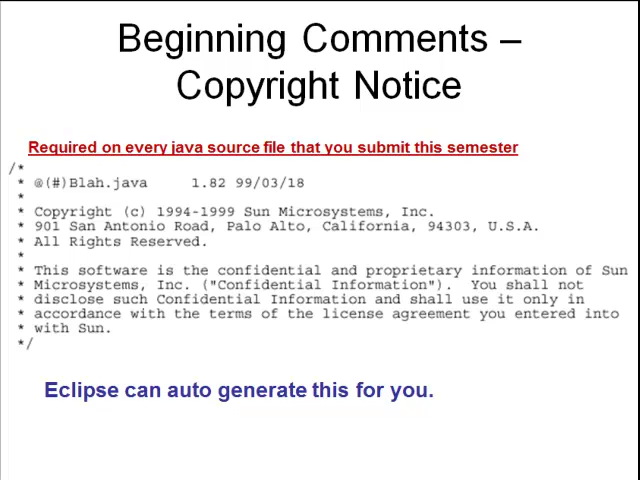 Beginning Comments –
Copyright Notice
Required on every java source file that you submit this semester
/*
 * @(#)Blah.java     1.82 99/03/18
 *
 * Copyright (c) 1994-1999 Sun Microsystems, Inc.
 * 901 San Antonio Road, Palo Alto, California, 94303, U.S.A.
 * All Rights Reserved.
 *
 * This software is the confidential and proprietary information of Sun
 * Microsystems, Inc. ("Confidential Information").  You shall not
 * disclose such Confidential Information and shall use it only in
 * accordance with the terms of the license agreement you entered into
 * with Sun.
 */
Eclipse can auto generate this for you.